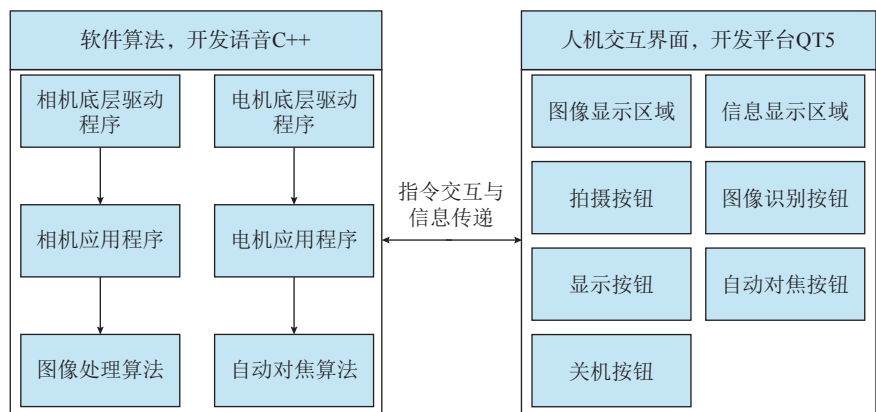 软件算法，开发语音C++
相机底层驱动
程序
电机底层驱动
程序
相机应用程序
电机应用程序
图像处理算法
自动对焦算法
指令交互与
信息传递
人机交互界面，开发平台QT5
图像显示区域
信息显示区域
拍摄按钮
图像识别按钮
显示按钮
自动对焦按钮
关机按钮